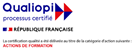 Qualiopi
processus certifié
RÉPUBLIQUE FRANÇAISE
La certification qualité a été délivrée au titre de la catégorie d'action suivante :
ACTIONS DE FORMATION